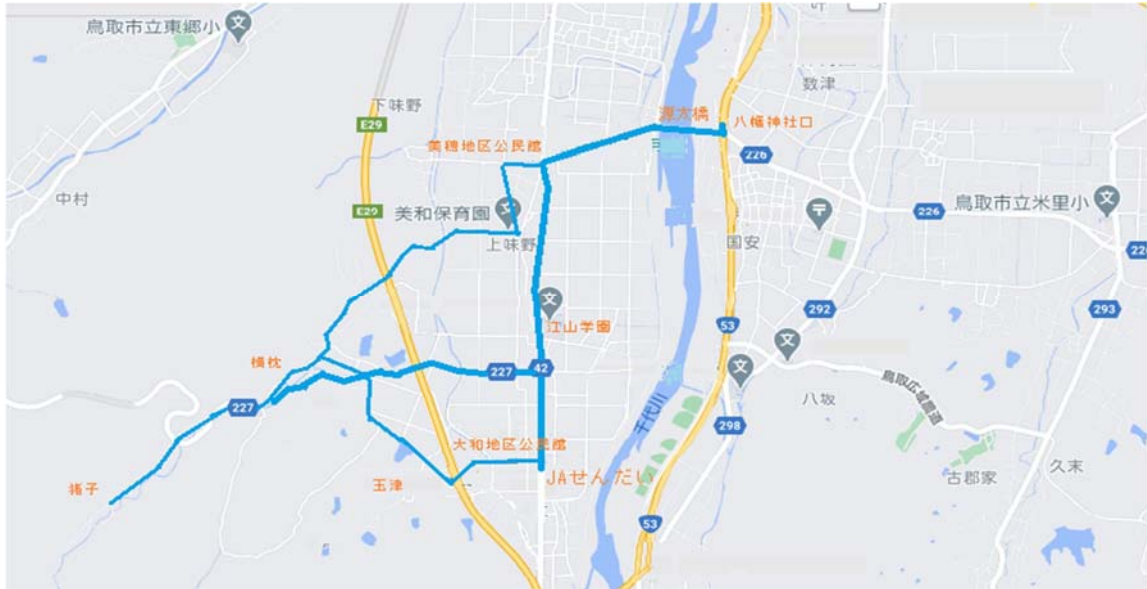 鳥取市立東郷小
叶
数津
下味野
E29
源太橋
八幡神社口
美穂地区公民館
226
中村
美和保育園
E29
鳥取市立米里小
226
上味野
国安
226
293
292
江山学園
53
横枕
227
42
227
鳥取広域農道
千代川
八坂
298
大和地区公民館
JAせんだい
古郡家
久末
猪子
玉津
53